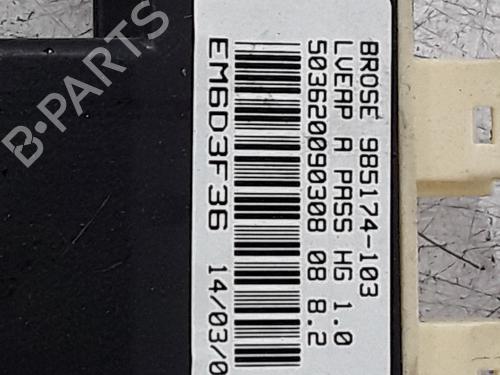 BROSE 985174-103
LVEAP A PASS HG 1.0
503620090308 08 8.2
EM6D3F36 14/03/0
B-PARTS